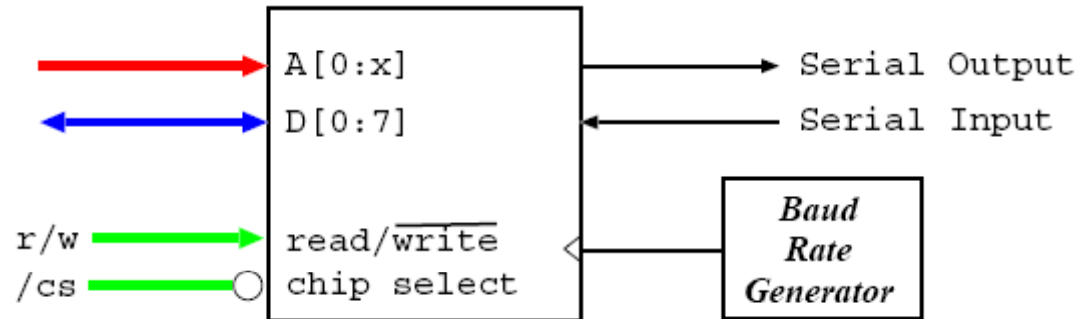 A[0:x]
Serial Output
D[0:7]
Serial Input
r/w
read/write
/cs
chip select
Baud
Rate
Generator